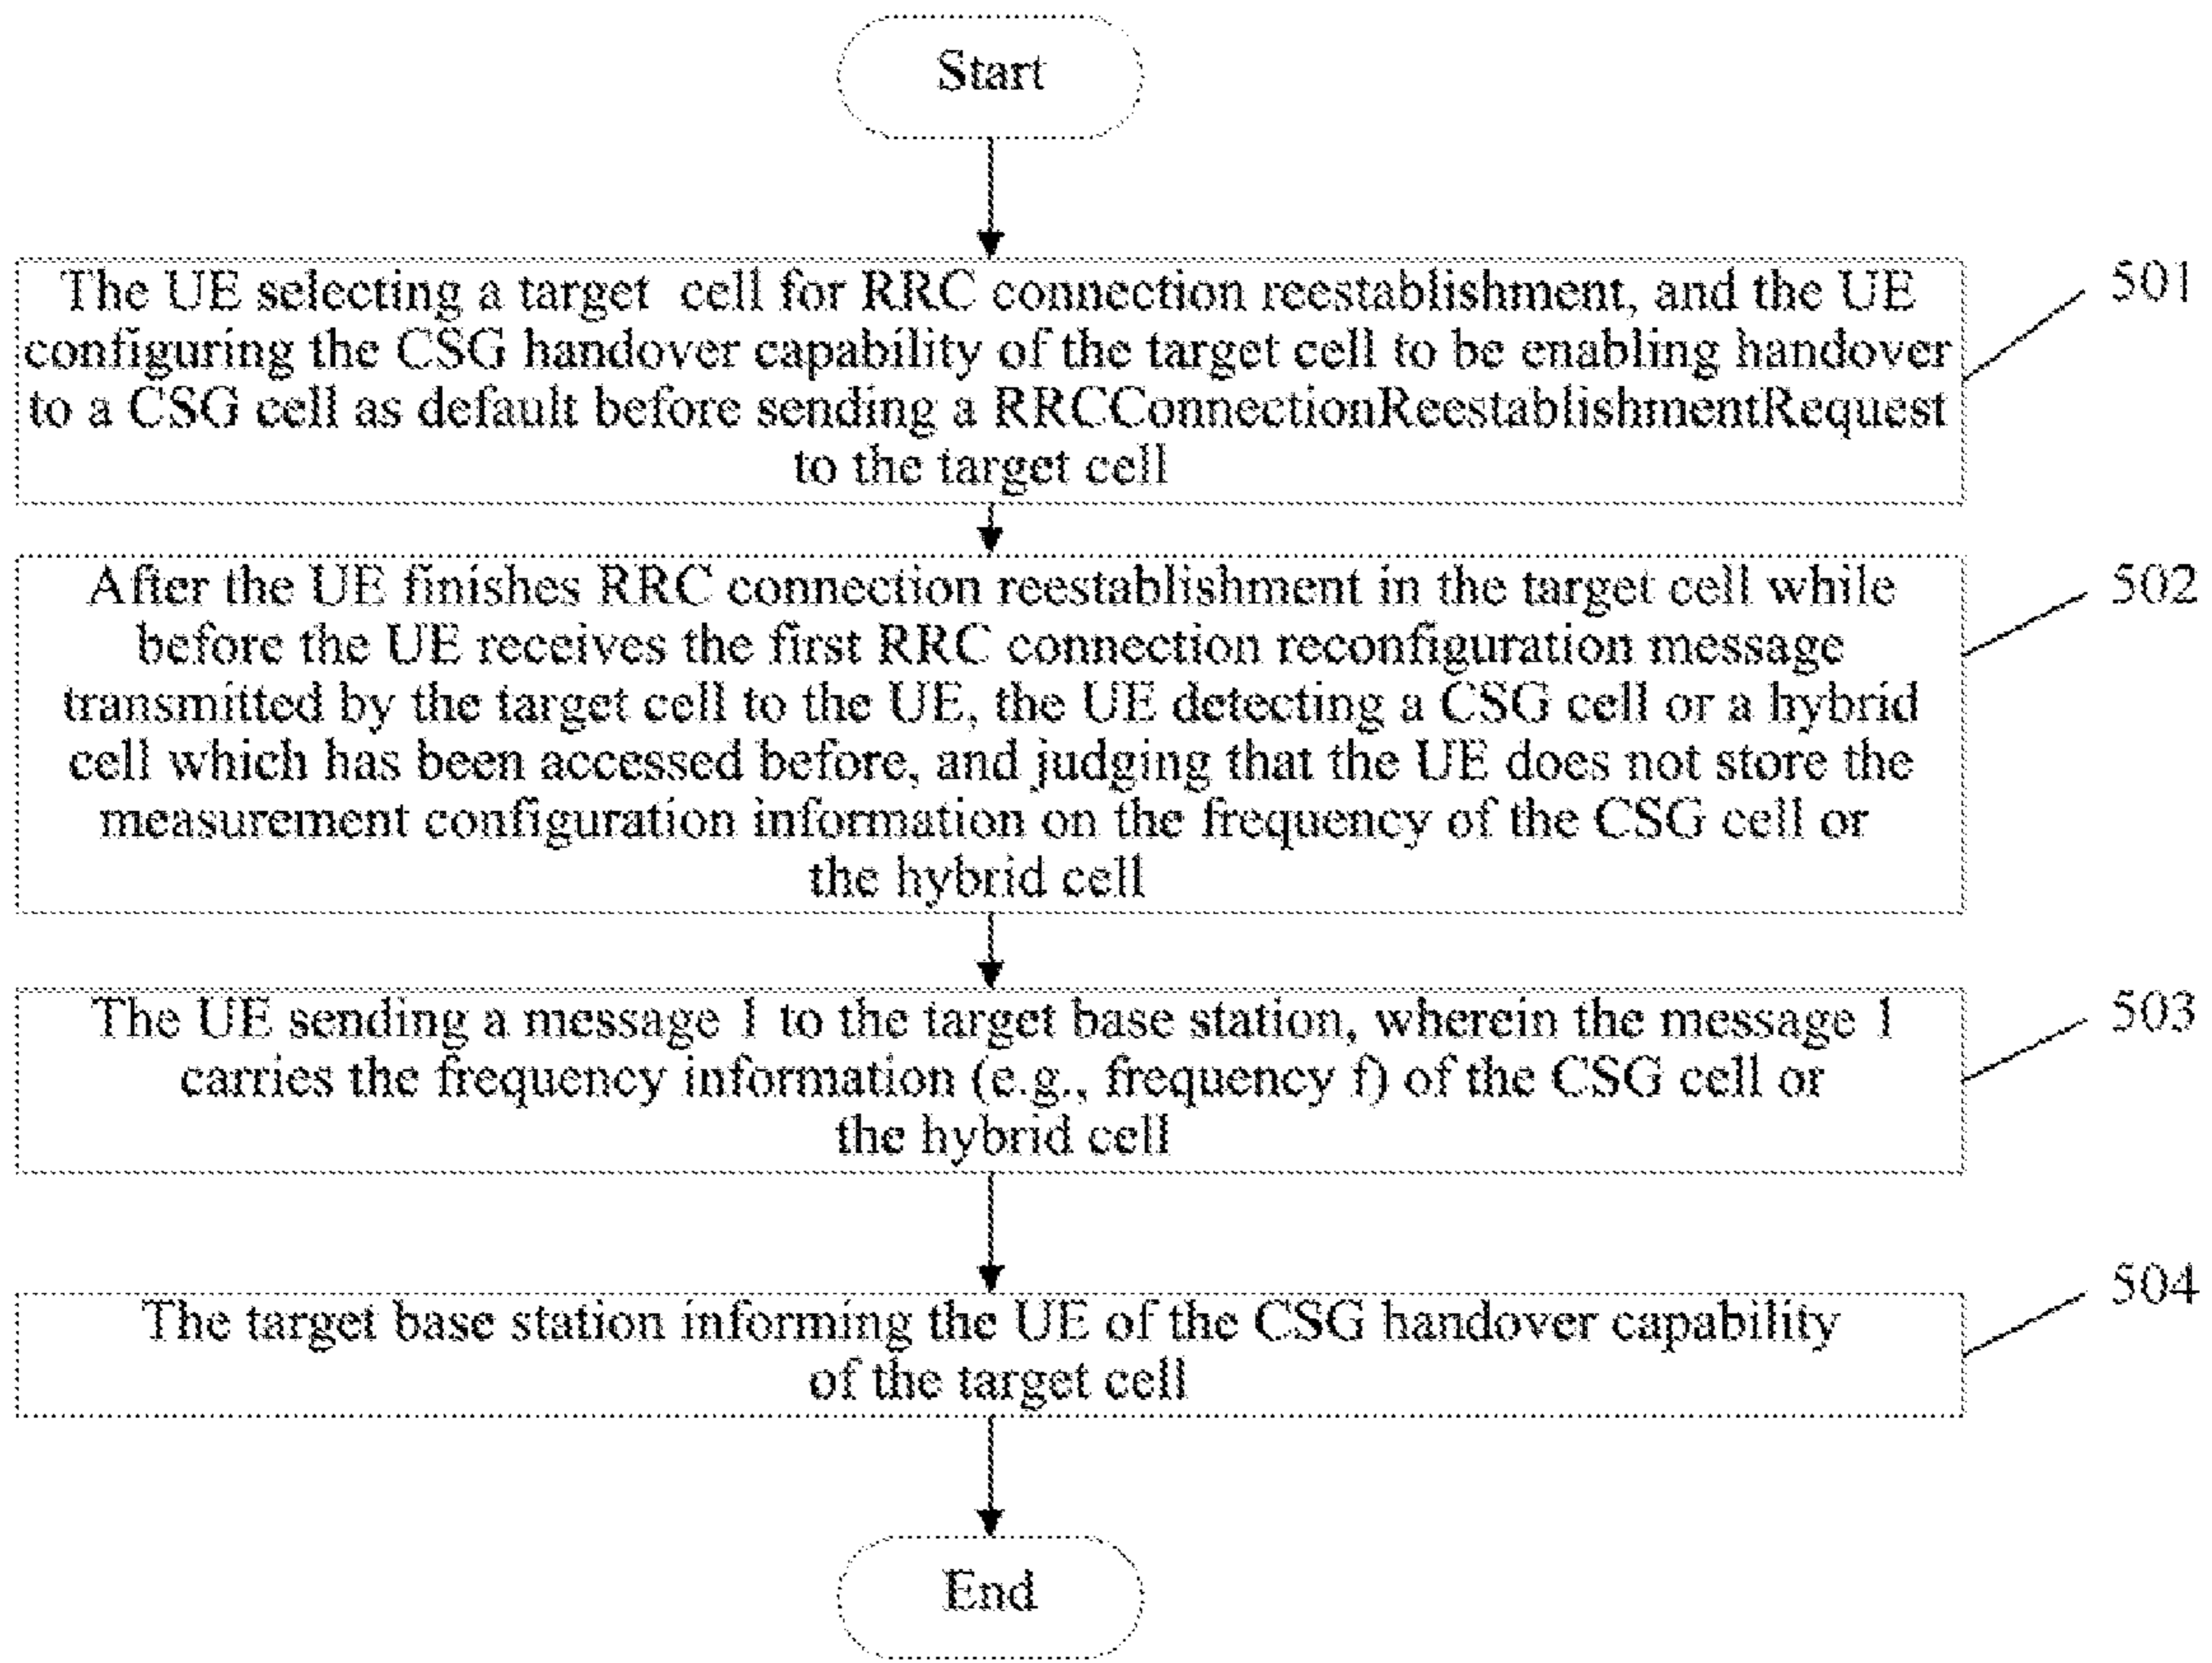 Start
The UE selecting a target cell for RRC connection reestablishment, and the UE
configuring the CSG handover capability of the target cell to be enabling handover
to a CSG cell as default before sending a RRCConnectionReestablishmentRequest
to the target cell
501
After the UE finishes RRC connection reestablishment in the target cell while
before the UE receives the first RRC connection reconfiguration message
transmitted by the target cell to the UE, the UE detecting a CSG cell or a hybrid
cell which has been accessed before, and judging that the UE does not store the
measurement configuration information on the frequency of the CSG cell or
the hybrid cell
502
The UE sending a message 1 to the target base station, wherein the message 1
carries the frequency information (e.g., frequency f) of the CSG cell or
the hybrid cell
503
The target base station informing the UE of the CSG handover capability
of the target cell
504
End